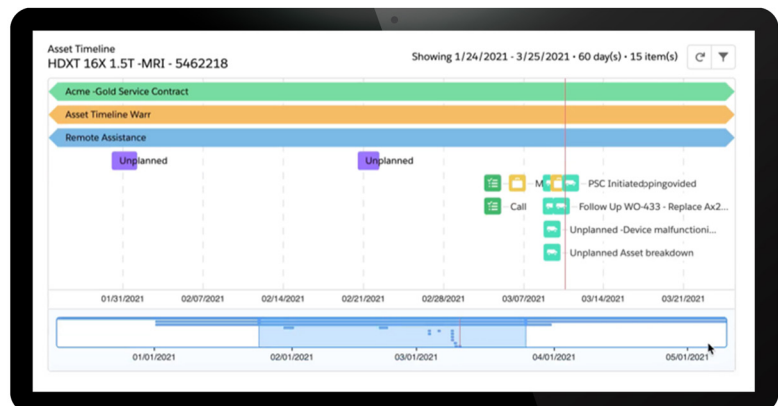 Asset Timeline
HDXT 16X 1.5T -MRI - 5462218
Showing 1/24/2021 - 3/25/2021 • 60 day(s) • 15 item(s)
Acme -Gold Service Contract
Asset Timeline Warr
Remote Assistance
Unplanned Unplanned
M PSC Initiated
Call Follow Up WO-433 - Replace Ax2...
Unplanned -Device malfunctioni...
Unplanned Asset breakdown
01/31/2021 02/07/2021 02/14/2021 02/21/2021 02/28/2021 03/07/2021 03/14/2021 03/21/2021
01/01/2021 02/01/2021 03/01/2021 04/01/2021 05/01/2021